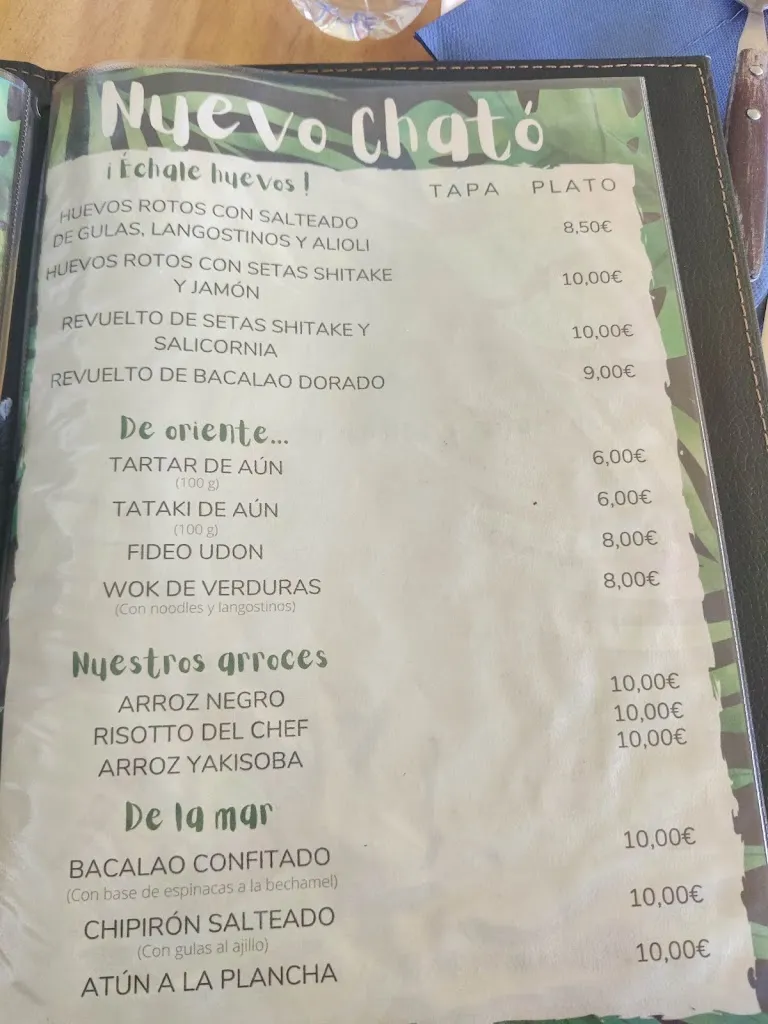 Nuevo Cható
¡Échale huevos!
TAPA PLATO
HUEVOS ROTOS CON SALTEADO
DE GULAS, LANGOSTINOS Y ALIOLI 8,50€
HUEVOS ROTOS CON SETAS SHITAKE
Y JAMÓN 10,00€
REVUELTO DE SETAS SHITAKE Y
SALICORNIA 10,00€
REVUELTO DE BACALAO DORADO 9,00€
De oriente...
TARTAR DE AÚN 6,00€
(100 g)
TATAKI DE AÚN 6,00€
(100 g)
FIDEO UDON 8,00€
WOK DE VERDURAS 8,00€
(Con noodles y langostinos)
Nuestros arroces
ARROZ NEGRO 10,00€
RISOTTO DEL CHEF 10,00€
ARROZ YAKISOBA 10,00€
De la mar
BACALAO CONFITADO 10,00€
(Con base de espinacas a la bechamel)
CHIPIRÓN SALTEADO 10,00€
(Con gulas al ajillo)
ATÚN A LA PLANCHA 10,00€